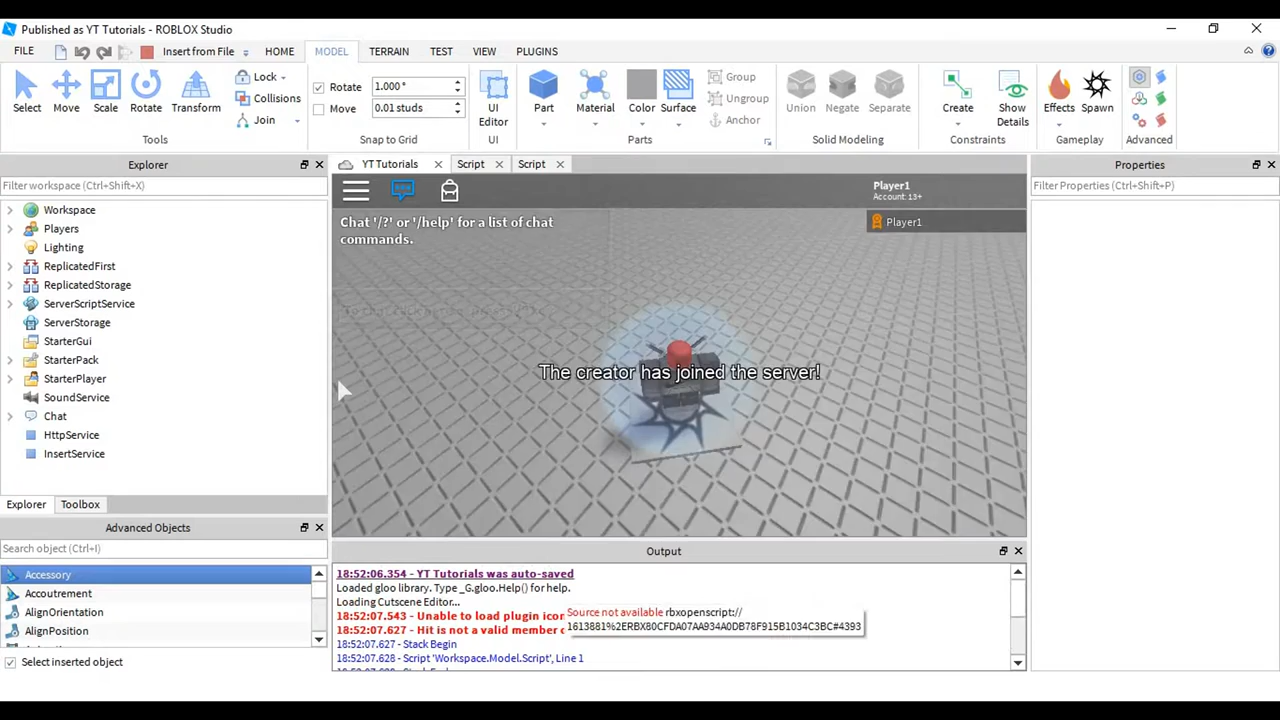 Published as YT Tutorials - ROBLOX Studio
FILE Insert from File HOME MODEL TERRAIN TEST VIEW PLUGINS
Select Move Scale Rotate Transform
Lock
Collisions
Join
Tools
Rotate 1.000 °
Move 0.01 studs
Snap to Grid
UI
Editor
UI
Part Material Color Surface
Group
Ungroup
Anchor
Parts
Union Negate Separate
Solid Modeling
Create Show
Details
Constraints
Effects Spawn
Gameplay
Advanced
Explorer
Filter workspace (Ctrl+Shift+X)
Workspace
Players
Lighting
ReplicatedFirst
ReplicatedStorage
ServerScriptService
ServerStorage
StarterGui
StarterPack
StarterPlayer
SoundService
Chat
HttpService
InsertService
Explorer Toolbox
Advanced Objects
Search object (Ctrl+I)
Accessory
Accoutrement
AlignOrientation
AlignPosition
Select inserted object
YT Tutorials Script Script
Player1
Account: 13+
Player1
Chat '/?' or '/help' for a list of chat
commands.
The creator has joined the server!
Output
18:52:06.354 - YT Tutorials was auto-saved
Loaded gloo library. Type _G.gloo.Help() for help.
Loading Cutscene Editor...
18:52:07.543 - Unable to load plugin icon
18:52:07.627 - Hit is not a valid member
18:52:07.627 - Stack Begin
18:52:07.628 - Script 'Workspace.Model.Script', Line 1
Source not available rbxopenscript://
1613881%2ERBX80CFDA07AA934A0DB78F915B1034C3BC#4393
Properties
Filter Properties (Ctrl+Shift+P)